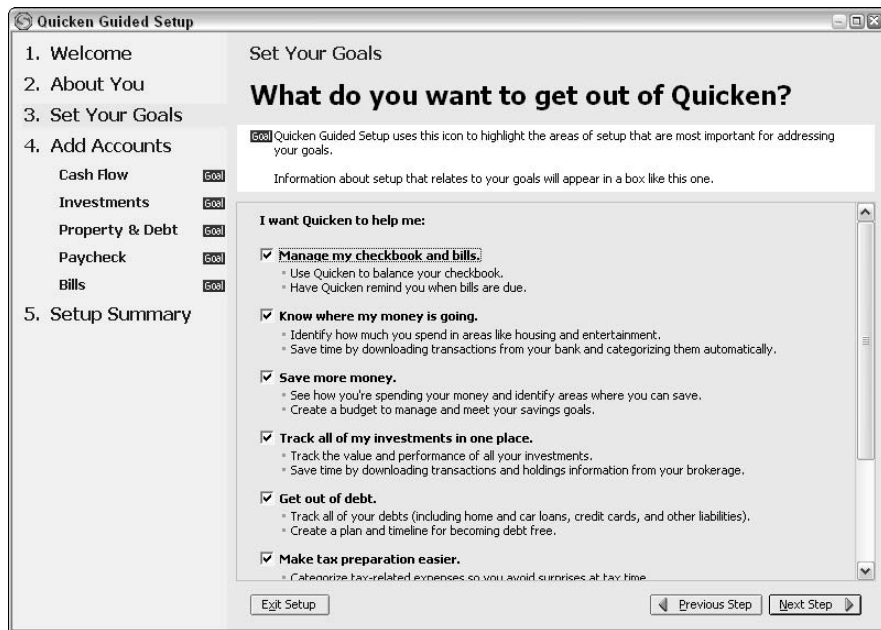 Quicken Guided Setup
1. Welcome
2. About You
3. Set Your Goals
4. Add Accounts
Cash Flow Goal
Investments Goal
Property & Debt Goal
Paycheck Goal
Bills Goal
5. Setup Summary
Set Your Goals
What do you want to get out of Quicken?
Goal Quicken Guided Setup uses this icon to highlight the areas of setup that are most important for addressing
your goals.
Information about setup that relates to your goals will appear in a box like this one.
I want Quicken to help me:
Manage my checkbook and bills.
Use Quicken to balance your checkbook.
Have Quicken remind you when bills are due.
Know where my money is going.
Identify how much you spend in areas like housing and entertainment.
Save time by downloading transactions from your bank and categorizing them automatically.
Save more money.
See how you're spending your money and identify areas where you can save.
Create a budget to manage and meet your savings goals.
Track all of my investments in one place.
Track the value and performance of all your investments.
Save time by downloading transactions and holdings information from your brokerage.
Get out of debt.
Track all of your debts (including home and car loans, credit cards, and other liabilities).
Create a plan and timeline for becoming debt free.
Make tax preparation easier.
Categorize tax-related expenses so you avoid surprises at tax time.
Exit Setup
Previous Step
Next Step